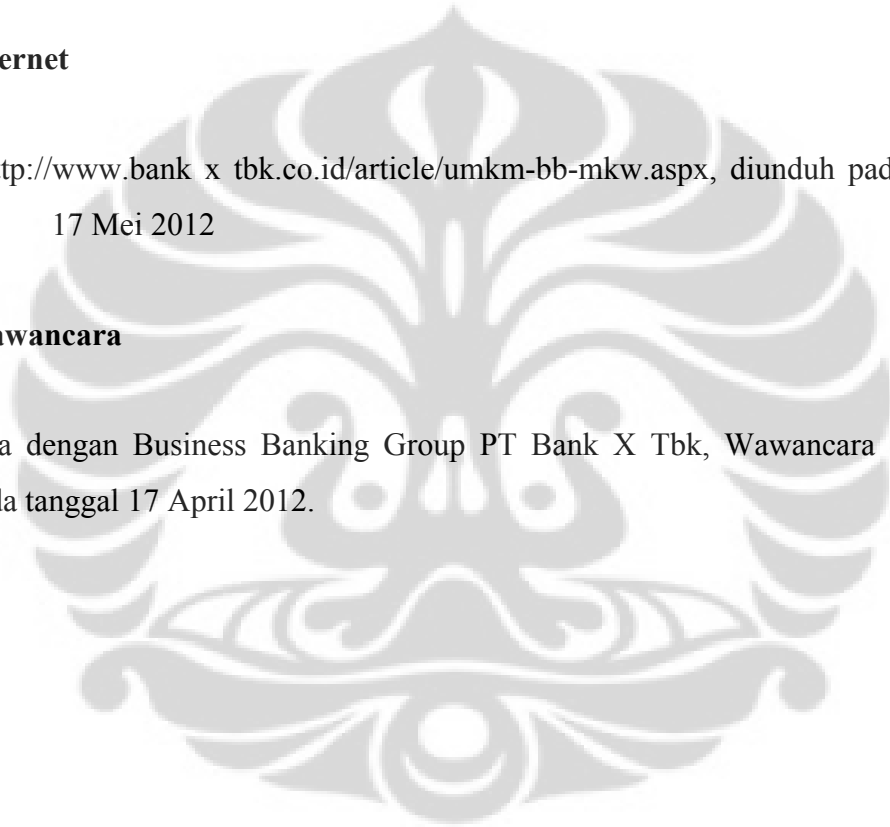 ernet
tp://www.bank x tbk.co.id/article/umkm-bb-mkw.aspx, diunduh pad
17 Mei 2012
awancara
a dengan Business Banking Group PT Bank X Tbk, Wawancara
la tanggal 17 April 2012.